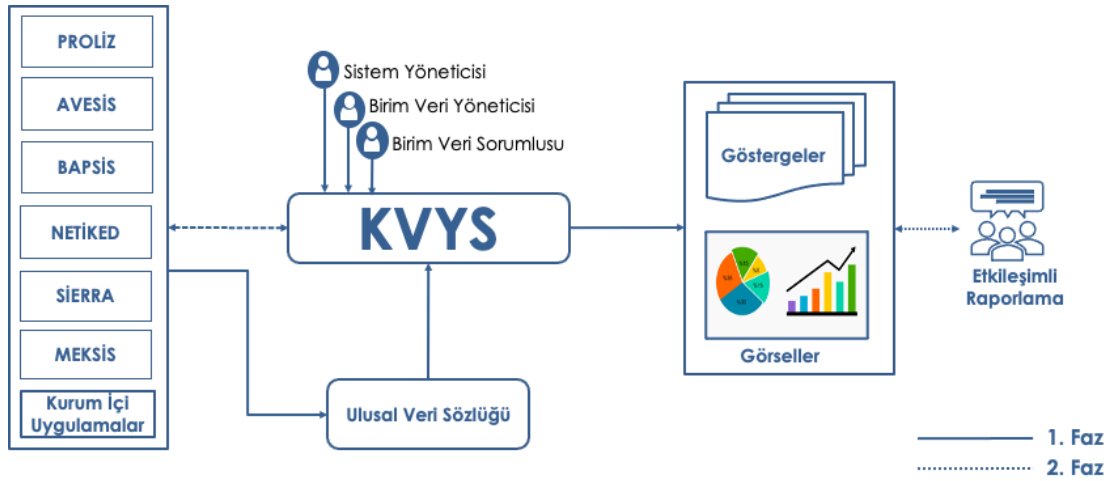 PROLİZ
AVESİS
BAPSİS
NETİKED
SİERRA
MEKSİS
Kurum İçi
Uygulamalar
Sistem Yöneticisi
Birim Veri Yöneticisi
Birim Veri Sorumlusu
KVYS
Ulusal Veri Sözlüğü
Göstergeler
Görseller
Etkileşimli
Raporlama
1. Faz
2. Faz